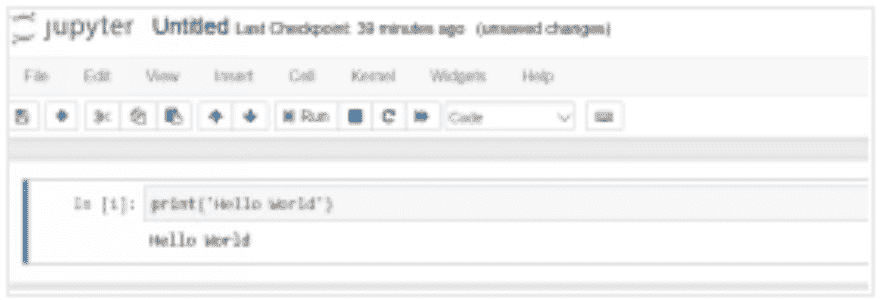 jupyter Untitled Last Checkpoint: 39 minutes ago (unsaved changes)
File Edit View Insert Cell Kernel Widgets Help
Run Code
In [1]: print('Hello World')
Hello World